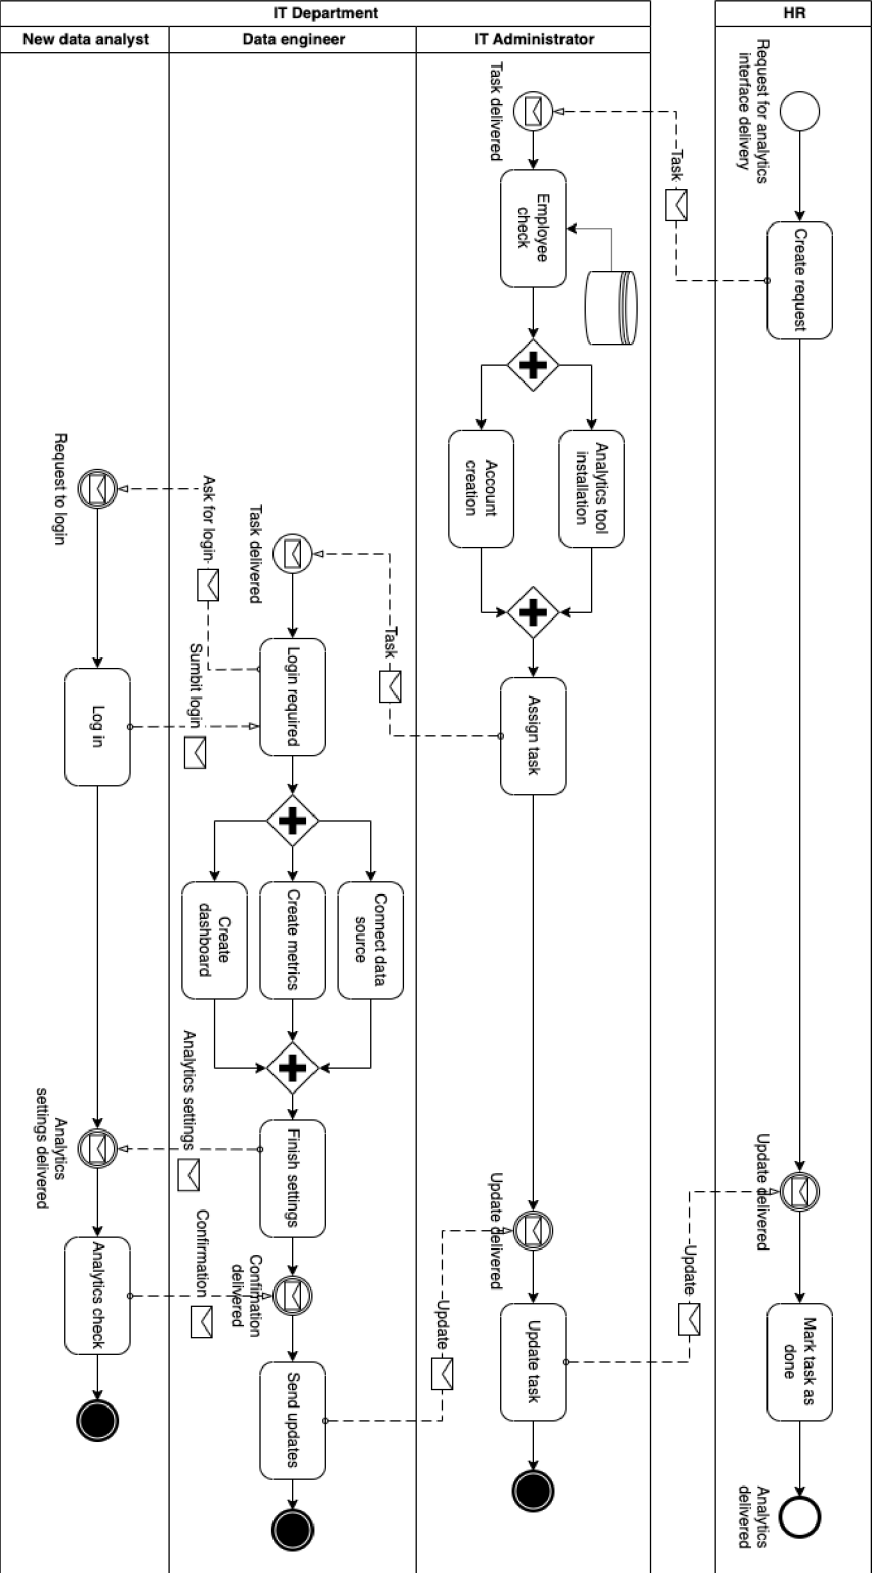 IT Department
HR
New data analyst
Data engineer
IT Administrator
Request for analytics
interface delivery
Create request
Task
Task delivered
Employee
check
Analytics tool
installation
Account
creation
Assign task
Task
Task delivered
Login required
Ask for login
Request to login
Log in
Sumbit login
Connect data
source
Create metrics
Create
dashboard
Finish settings
Analytics settings
Analytics
settings delivered
Analytics check
Confirmation
Confirmation
delivered
Send updates
Update
Update delivered
Update task
Update
Update delivered
Mark task as
done
Analytics
delivered